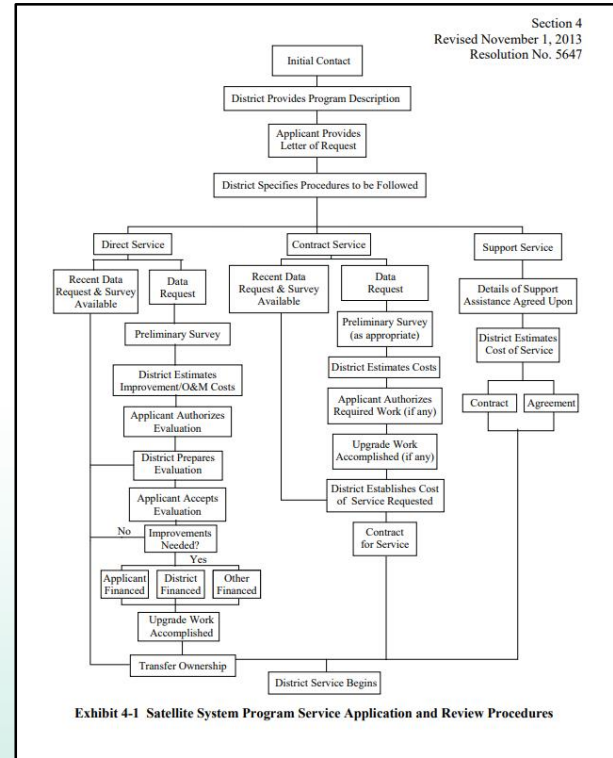 Section 4
Revised November 1, 2013
Resolution No. 5647
Initial Contact
District Provides Program Description
Applicant Provides
Letter of Request
District Specifies Procedures to be Followed
Direct Service
Recent Data
Request & Survey
Available
Data
Request
Preliminary Survey
District Estimates
Improvement/O&M Costs
Applicant Authorizes
Evaluation
District Prepares
Evaluation
Applicant Accepts
Evaluation
No
Improvements
Needed?
Yes
Applicant
Financed
District
Financed
Other
Financed
Upgrade Work
Accomplished
Transfer Ownership
Contract Service
Recent Data
Request & Survey
Available
Data
Request
Preliminary Survey
(as appropriate)
District Estimates Costs
Applicant Authorizes
Required Work (if any)
Upgrade Work
Accomplished (if any)
District Establishes Cost
of Service Requested
Contract
for Service
Support Service
Details of Support
Assistance Agreed Upon
District Estimates
Cost of Service
Contract
Agreement
District Service Begins
Exhibit 4-1 Satellite System Program Service Application and Review Procedures